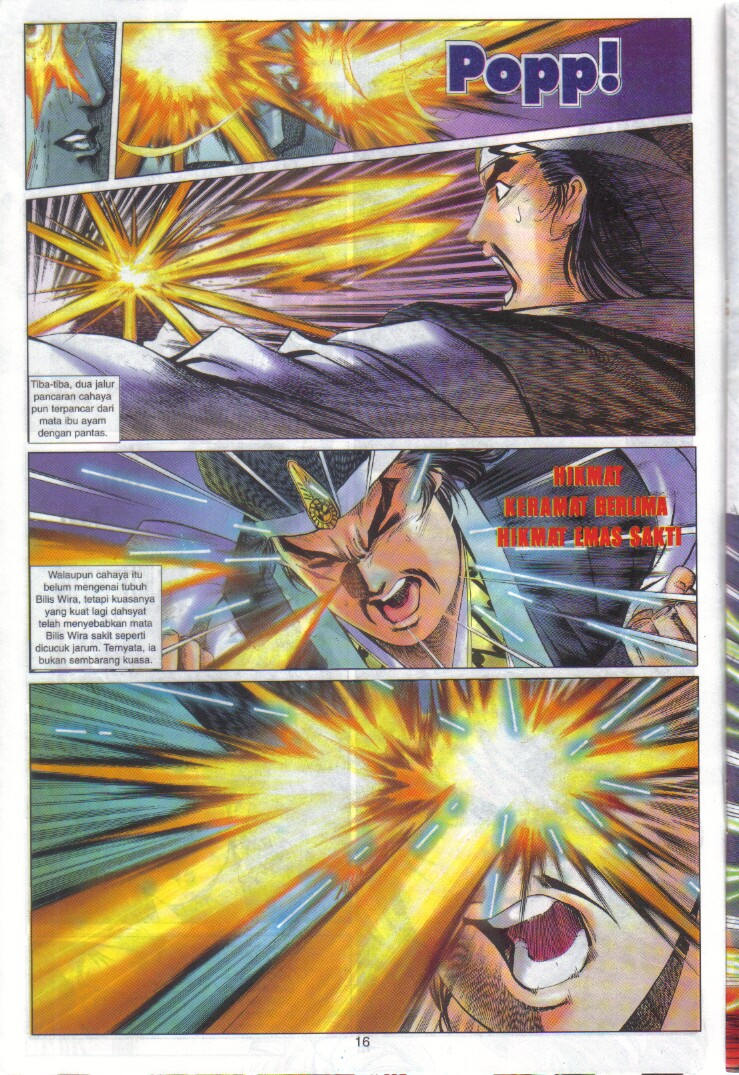 Popp!
Tiba-tiba, dua jalur
pancaran cahaya
pun terpancar dari
mata ibu ayam
dengan pantas.
HIKMAT
KERAMAT BERLIMA
HIKMAT EMAS SAKTI
Walaupun cahaya itu
belum mengenai tubuh
Bilis Wira, tetapi kuasanya
yang kuat lagi dahsyat
telah menyebabkan mata
Bilis Wira sakit seperti
dicucuk jarum. Ternyata, ia
bukan sembarang kuasa.
16